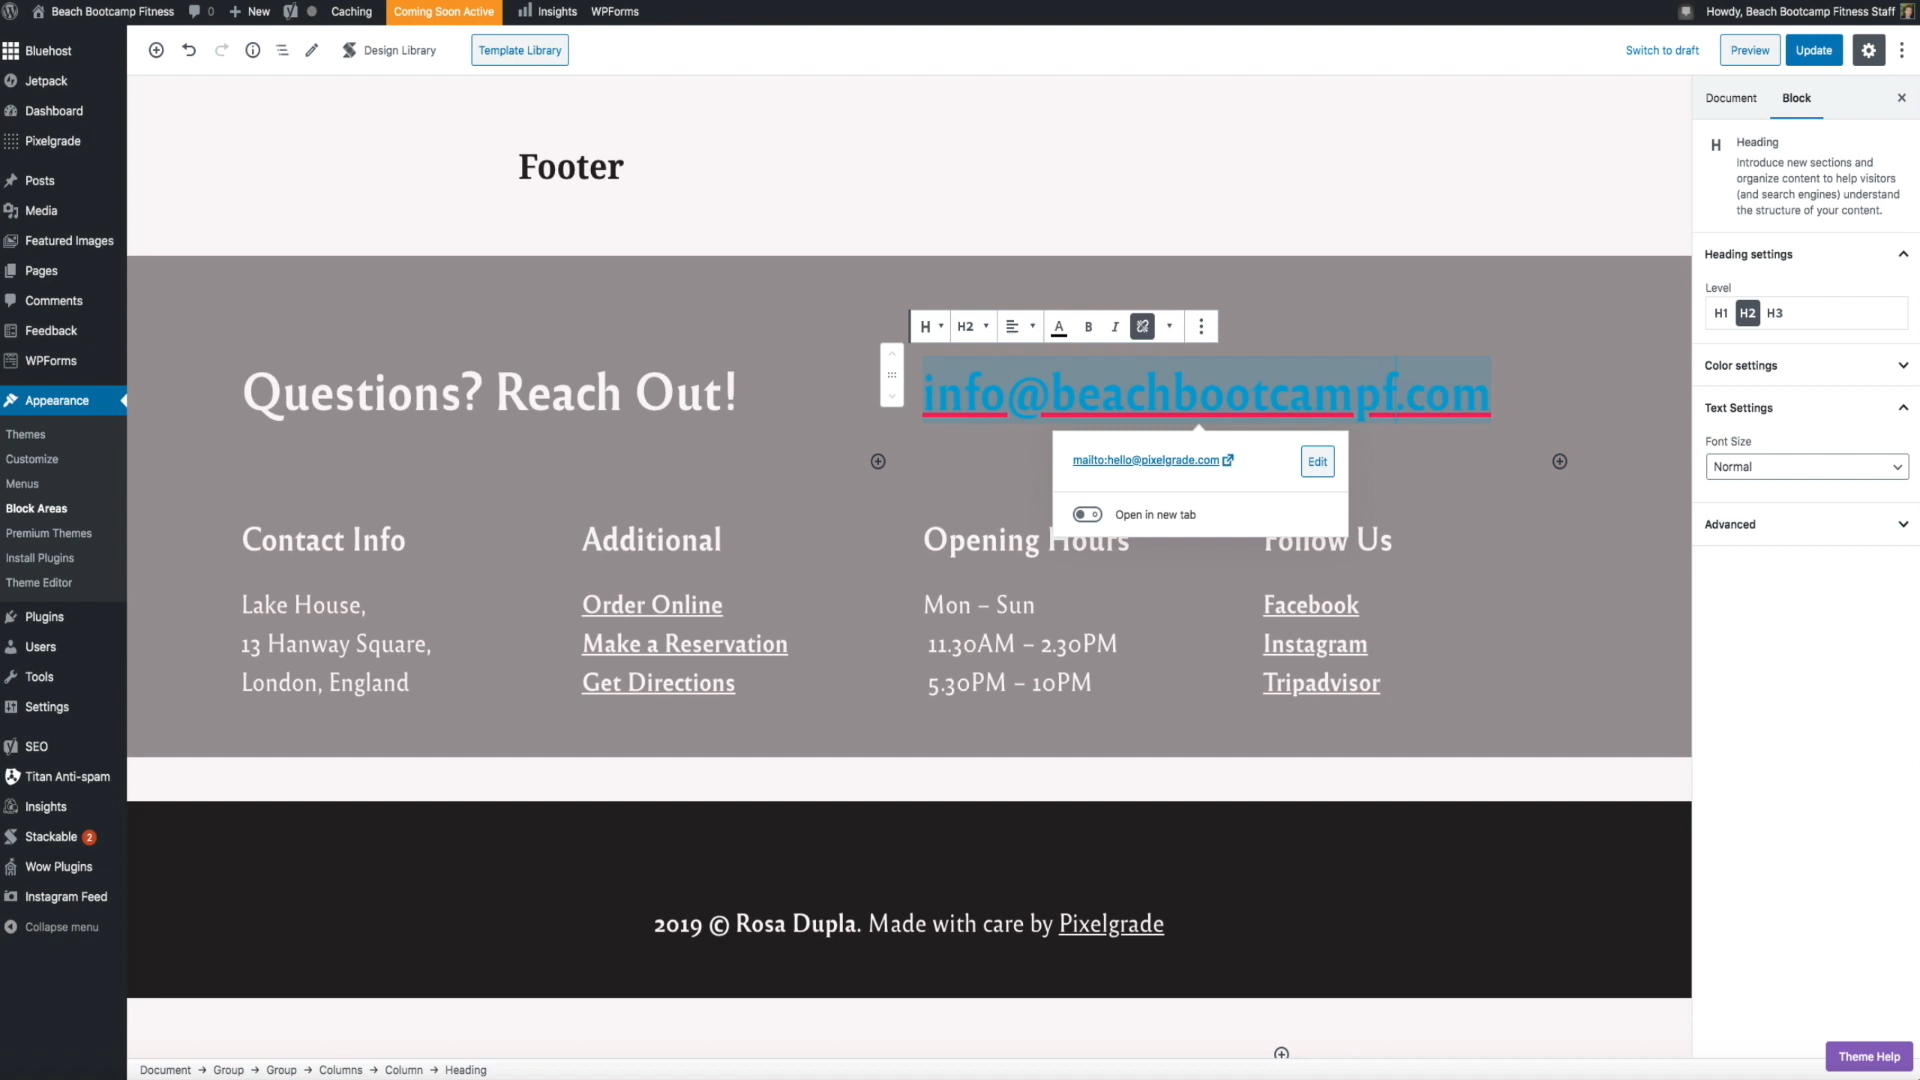 Beach Bootcamp Fitness 0 New Caching Coming Soon Active Insights WPForms Howdy, Beach Bootcamp Fitness Staff
Bluehost
Jetpack
Dashboard
Pixelgrade
Posts
Media
Featured Images
Pages
Comments
Feedback
WPForms
Appearance
Themes
Customize
Menus
Block Areas
Premium Themes
Install Plugins
Theme Editor
Plugins
Users
Tools
Settings
SEO
Titan Anti-spam
Insights
Stackable 2
Wow Plugins
Instagram Feed
Collapse menu
Design Library Template Library Switch to draft Preview Update
Footer
H H2 A B I
Questions? Reach Out!
info@beachbootcampf.com
mailto:hello@pixelgrade.com Edit
Open in new tab
Contact Info
Lake House,
13 Hanway Square,
London, England
Additional
Order Online
Make a Reservation
Get Directions
Opening Hours
Mon – Sun
11.30AM – 2.30PM
5.30PM – 10PM
Follow Us
Facebook
Instagram
Tripadvisor
2019 © Rosa Dupla. Made with care by Pixelgrade
Document → Group → Group → Columns → Column → Heading
Document Block
H Heading
Introduce new sections and
organize content to help visitors
(and search engines) understand
the structure of your content.
Heading settings
Level
H1 H2 H3
Color settings
Text Settings
Font Size
Normal
Advanced
Theme Help